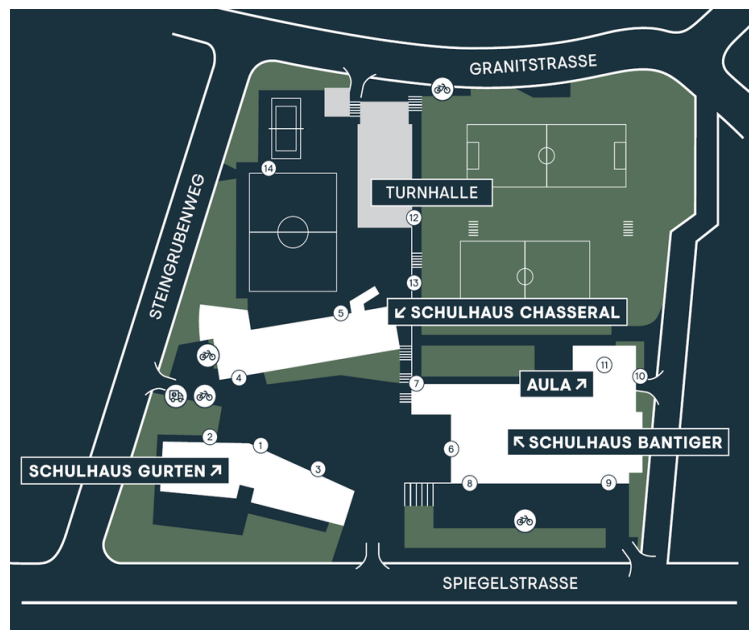 GRANITSTRASSE
14
TURNHALLE
12
STEINGRUBENWEG
13
5
↙ SCHULHAUS CHASSERAL
11
4
7
AULA ↗
10
2
1
6
↖ SCHULHAUS BANTIGER
SCHULHAUS GURTEN ↗
3
8
9
SPIEGELSTRASSE